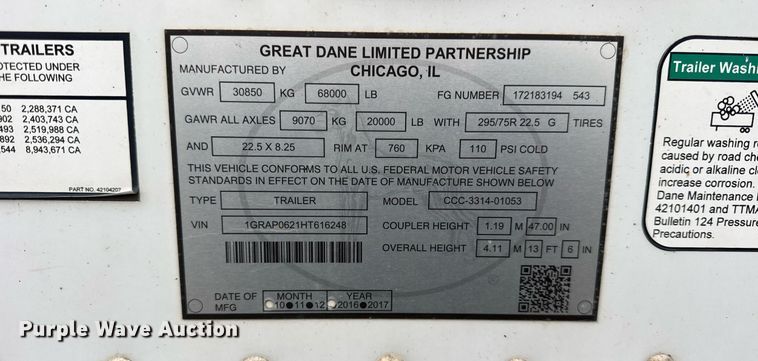 TRAILERS
OTECTED UNDER
HE FOLLOWING
50 2,288,371 CA
902 2,403,743 CA
493 2,519,988 CA
892 2,536,294 CA
,544 8,943,671 CA
PART NO. 42104207
GREAT DANE LIMITED PARTNERSHIP
MANUFACTURED BY CHICAGO, IL
GVWR 30850 KG 68000 LB FG NUMBER 172183194 543
GAWR ALL AXLES 9070 KG 20000 LB WITH 295/75R 22.5 G TIRES
AND 22.5 X 8.25 RIM AT 760 KPA 110 PSI COLD
THIS VEHICLE CONFORMS TO ALL U.S. FEDERAL MOTOR VEHICLE SAFETY
STANDARDS IN EFFECT ON THE DATE OF MANUFACTURE SHOWN BELOW
TYPE TRAILER MODEL CCC-3314-01053
VIN 1GRAP0621HT616248 COUPLER HEIGHT 1.19 M 47.00 IN
OVERALL HEIGHT 4.11 M 13 FT 6 IN
DATE OF MFG MONTH YEAR
10 11 12 2016 2017
Trailer Washi
Regular washing r
caused by road che
acidic or alkaline cl
increase corrosion.
Dane Maintenance
42101401 and TTMA
Bulletin 124 Pressure
Precautions.
Purple Wave Auction